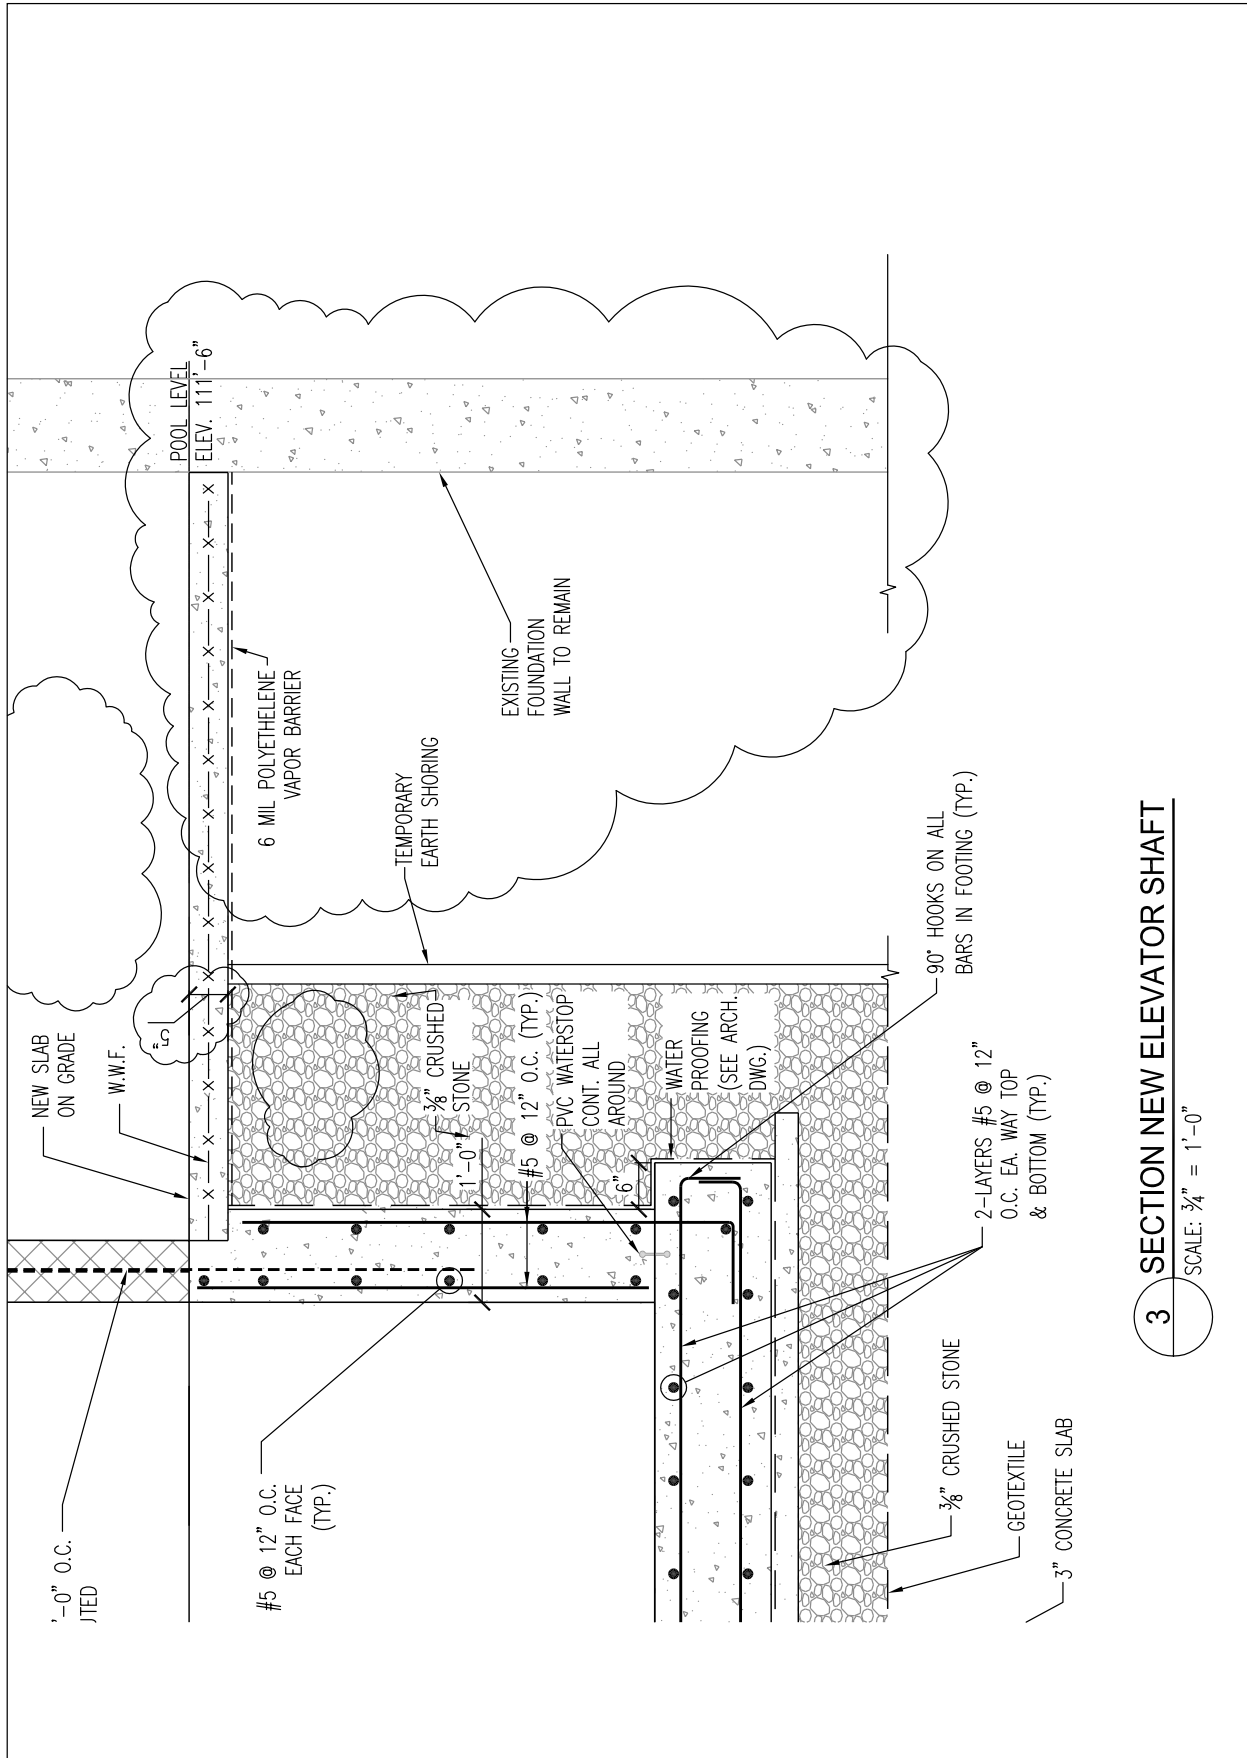 '-0" O.C.
UTED
NEW SLAB
ON GRADE
W.W.F.
5"
POOL LEVEL
ELEV. 111'-6"
6 MIL POLYETHELENE
VAPOR BARRIER
#5 @ 12" O.C.
EACH FACE
(TYP.)
TEMPORARY
EARTH SHORING
EXISTING
FOUNDATION
WALL TO REMAIN
3/8" CRUSHED
STONE
1'-0"
#5 @ 12" O.C. (TYP.)
PVC WATERSTOP
CONT. ALL
AROUND
6"
WATER
PROOFING
(SEE ARCH.
DWG.)
90° HOOKS ON ALL
BARS IN FOOTING (TYP.)
2-LAYERS #5 @ 12"
O.C. EA. WAY TOP
& BOTTOM (TYP.)
3/8" CRUSHED STONE
GEOTEXTILE
3" CONCRETE SLAB
3
SECTION NEW ELEVATOR SHAFT
SCALE: 3/4" = 1'-0"